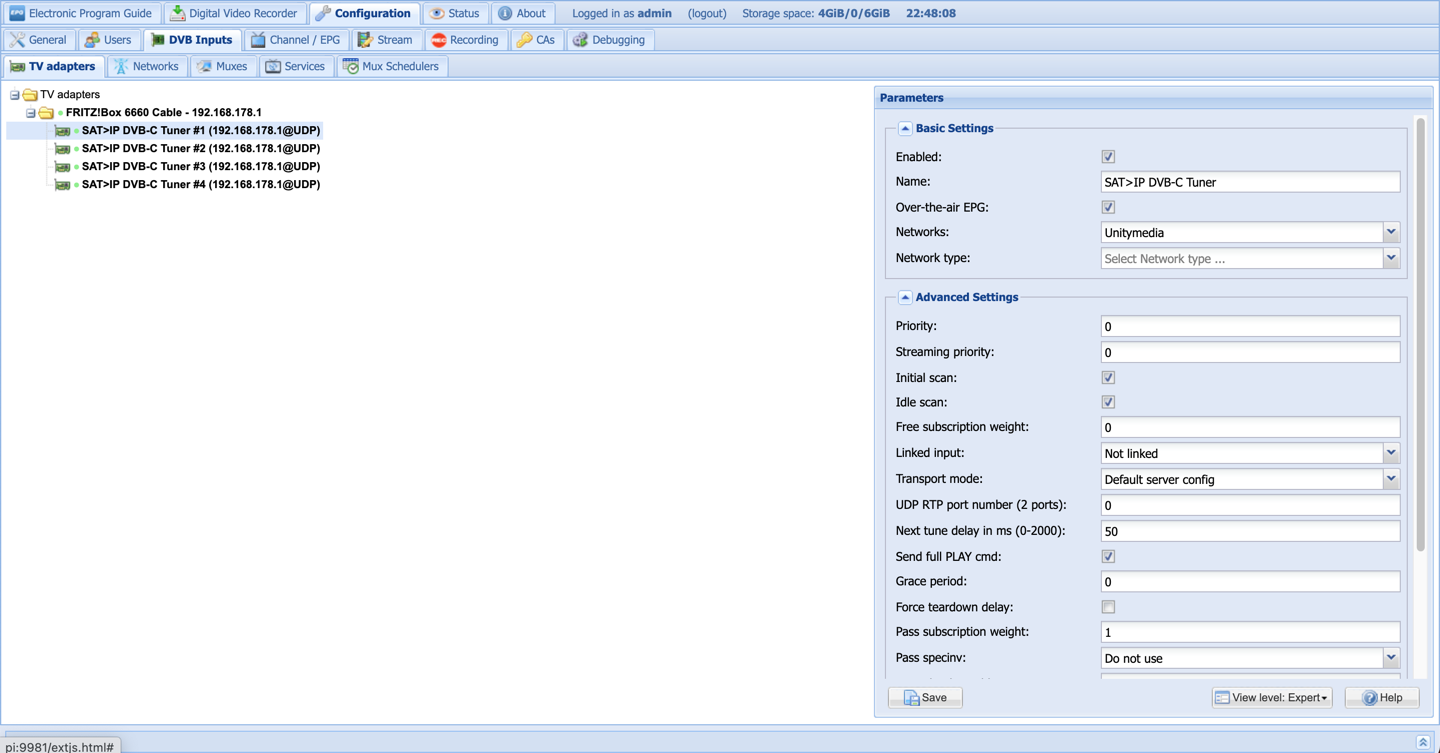 EPG Electronic Program Guide Digital Video Recorder Configuration Status About Logged in as admin (logout) Storage space: 4GiB/0/6GiB 22:48:08
General Users DVB Inputs Channel / EPG Stream REC Recording CAs Debugging
TV adapters Networks Muxes Services Mux Schedulers
TV adapters
FRITZ!Box 6660 Cable - 192.168.178.1
SAT>IP DVB-C Tuner #1 (192.168.178.1@UDP)
SAT>IP DVB-C Tuner #2 (192.168.178.1@UDP)
SAT>IP DVB-C Tuner #3 (192.168.178.1@UDP)
SAT>IP DVB-C Tuner #4 (192.168.178.1@UDP)
Parameters
Basic Settings
Enabled:
Name: SAT>IP DVB-C Tuner
Over-the-air EPG:
Networks: Unitymedia
Network type: Select Network type ...
Advanced Settings
Priority: 0
Streaming priority: 0
Initial scan:
Idle scan:
Free subscription weight: 0
Linked input: Not linked
Transport mode: Default server config
UDP RTP port number (2 ports): 0
Next tune delay in ms (0-2000): 50
Send full PLAY cmd:
Grace period: 0
Force teardown delay:
Pass subscription weight: 1
Pass specinv: Do not use
Save View level: Expert Help
pi:9981/extjs.html#